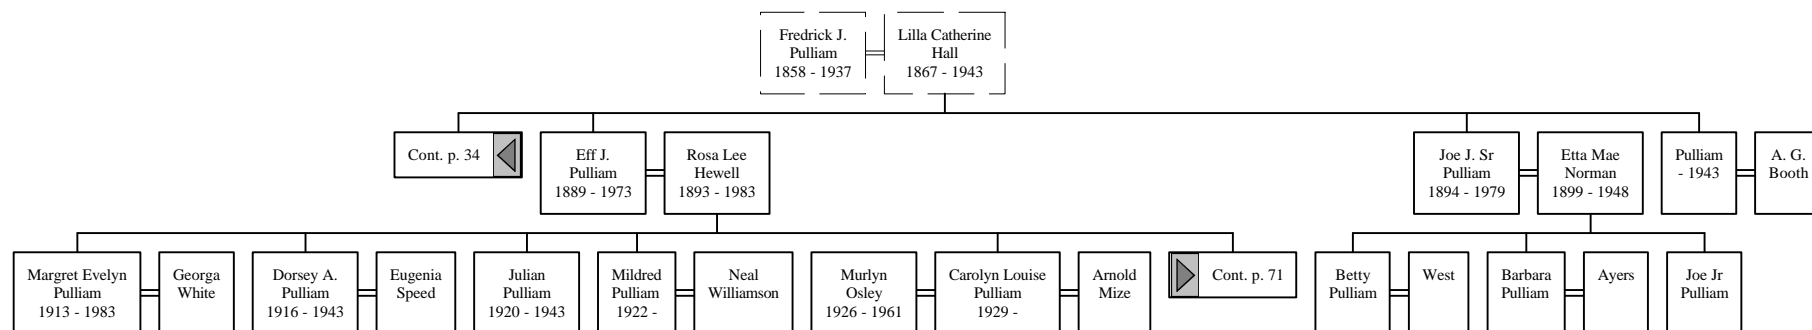 Fredrick J.
Pulliam
1858 - 1937
Lilla Catherine
Hall
1867 - 1943
Cont. p. 34
Eff J.
Pulliam
1889 - 1973
Rosa Lee
Hewell
1893 - 1983
Joe J. Sr
Pulliam
1894 - 1979
Etta Mae
Norman
1899 - 1948
Pulliam
- 1943
A. G.
Booth
Margret Evelyn
Pulliam
1913 - 1983
Georga
White
Dorsey A.
Pulliam
1916 - 1943
Eugenia
Speed
Julian
Pulliam
1920 - 1943
Mildred
Pulliam
1922 -
Neal
Williamson
Murlyn
Osley
1926 - 1961
Carolyn Louise
Pulliam
1929 -
Arnold
Mize
Cont. p. 71
Betty
Pulliam
West
Barbara
Pulliam
Ayers
Joe Jr
Pulliam